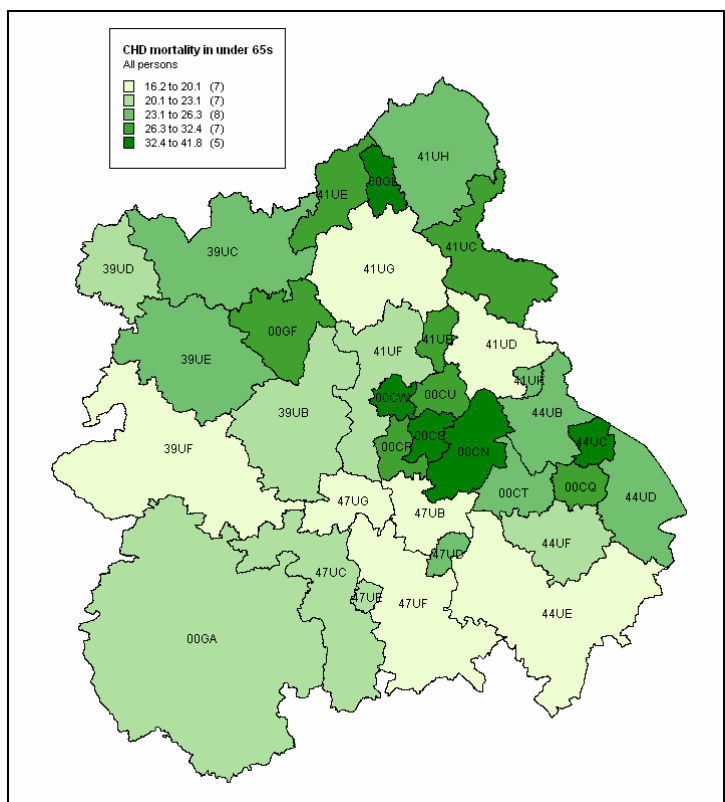 CHD mortality in under 65s
All persons
16.2 to 20.1 (7)
20.1 to 23.1 (7)
23.1 to 26.3 (8)
26.3 to 32.4 (7)
32.4 to 41.8 (5)
41UH
41UE
00GL
41UC
39UC
39UD
41UG
00GF
41UB
41UD
39UE
41UF
41UK
00CW
00CU
39UB
44UB
00CS
44UC
39UF
00CR
00CN
00CT
00CQ
44UD
47UG
47UB
44UF
47UD
47UC
47UE
47UF
44UE
00GA